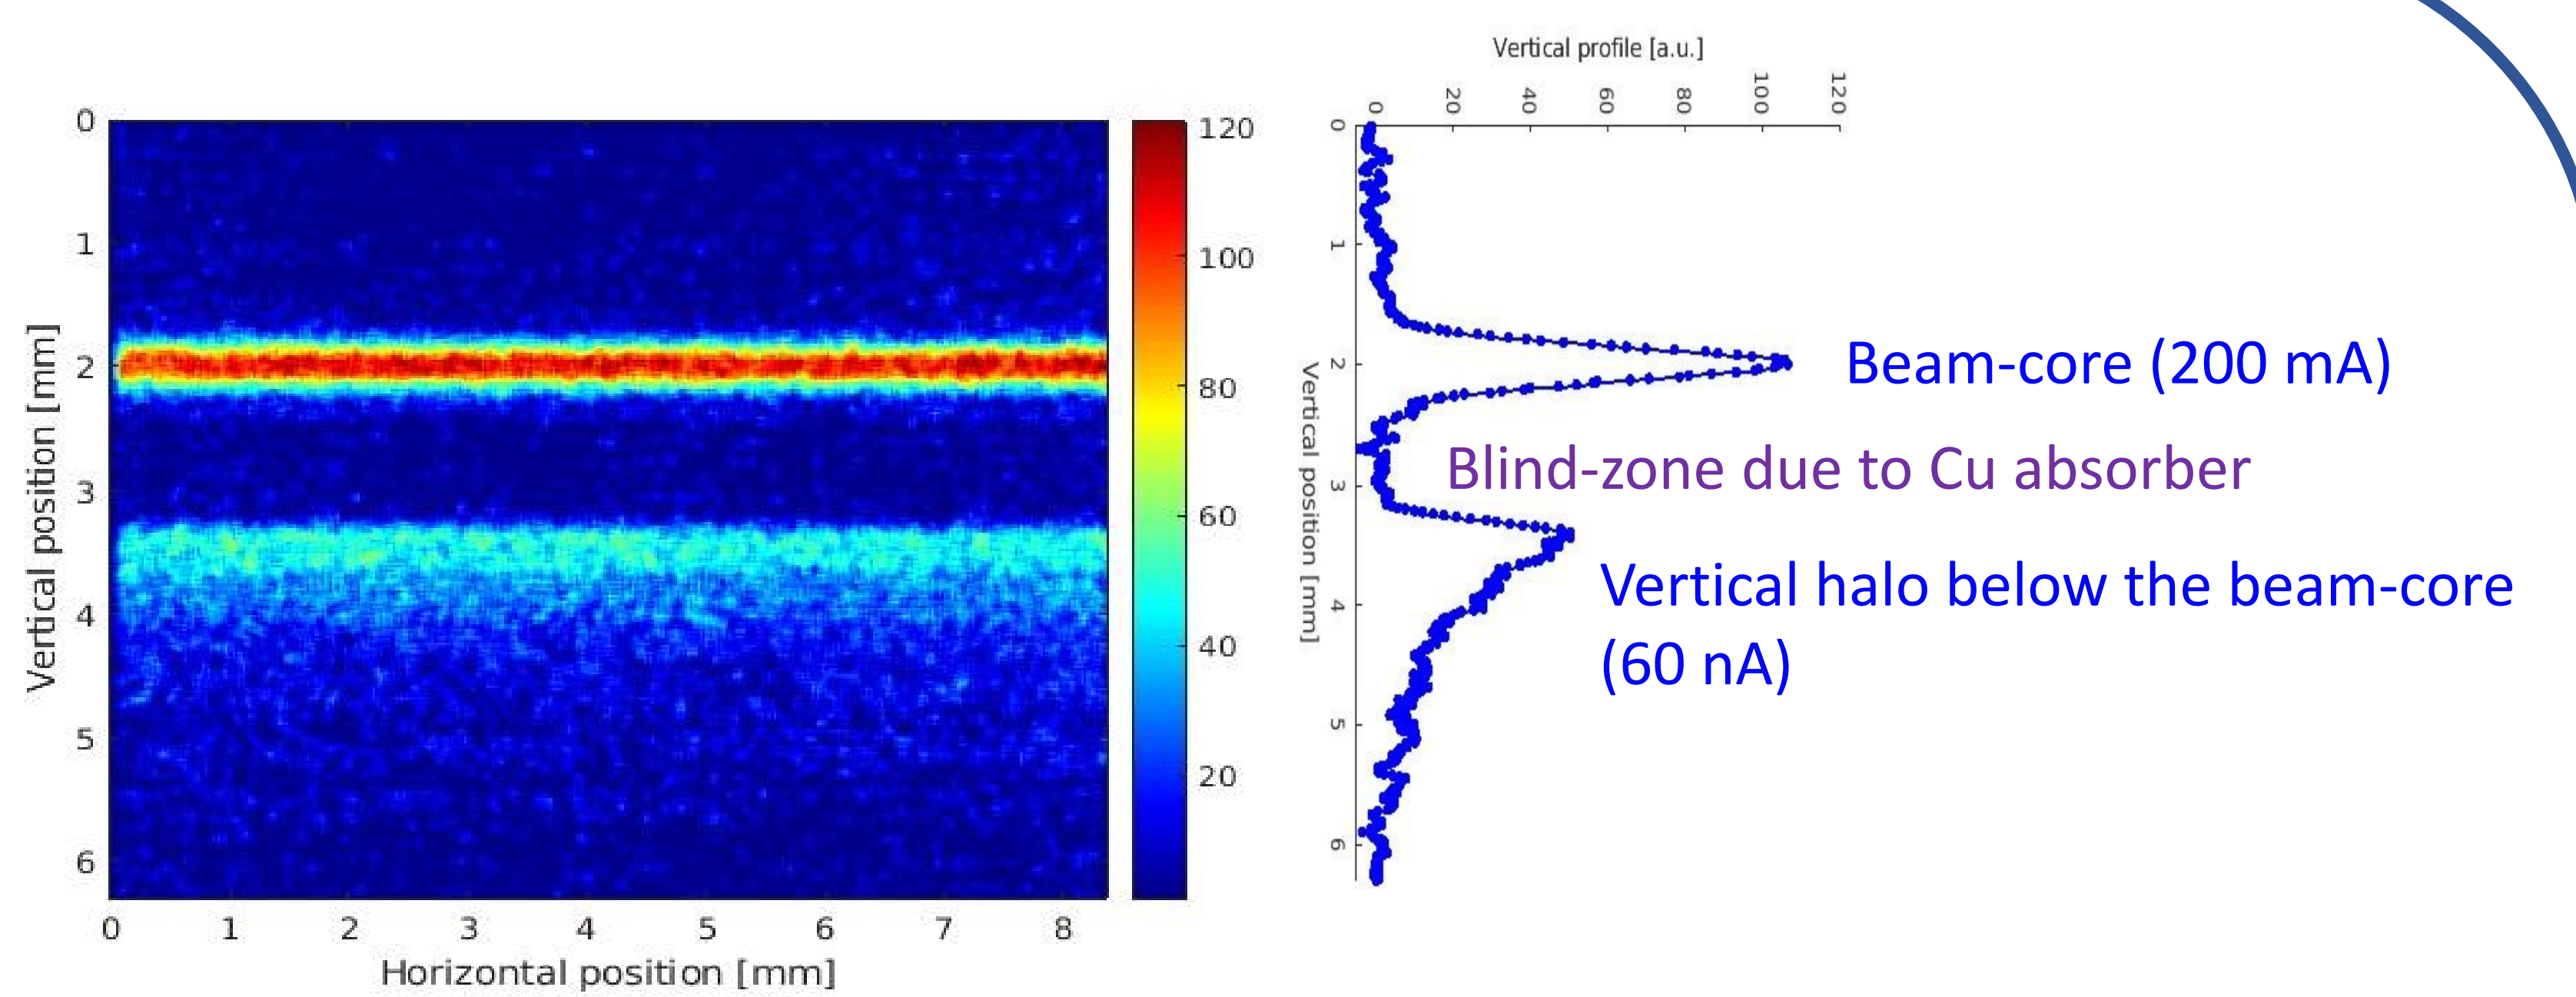 0
1
2
3
4
5
6
Vertical position [mm]
0 1 2 3 4 5 6 7 8
Horizontal position [mm]
120
100
80
60
40
20
Vertical profile [a.u.]
0 20 40 60 80 100 120
0
1
2
3
4
5
6
Vertical position [mm]
Beam-core (200 mA)
Blind-zone due to Cu absorber
Vertical halo below the beam-core
(60 nA)